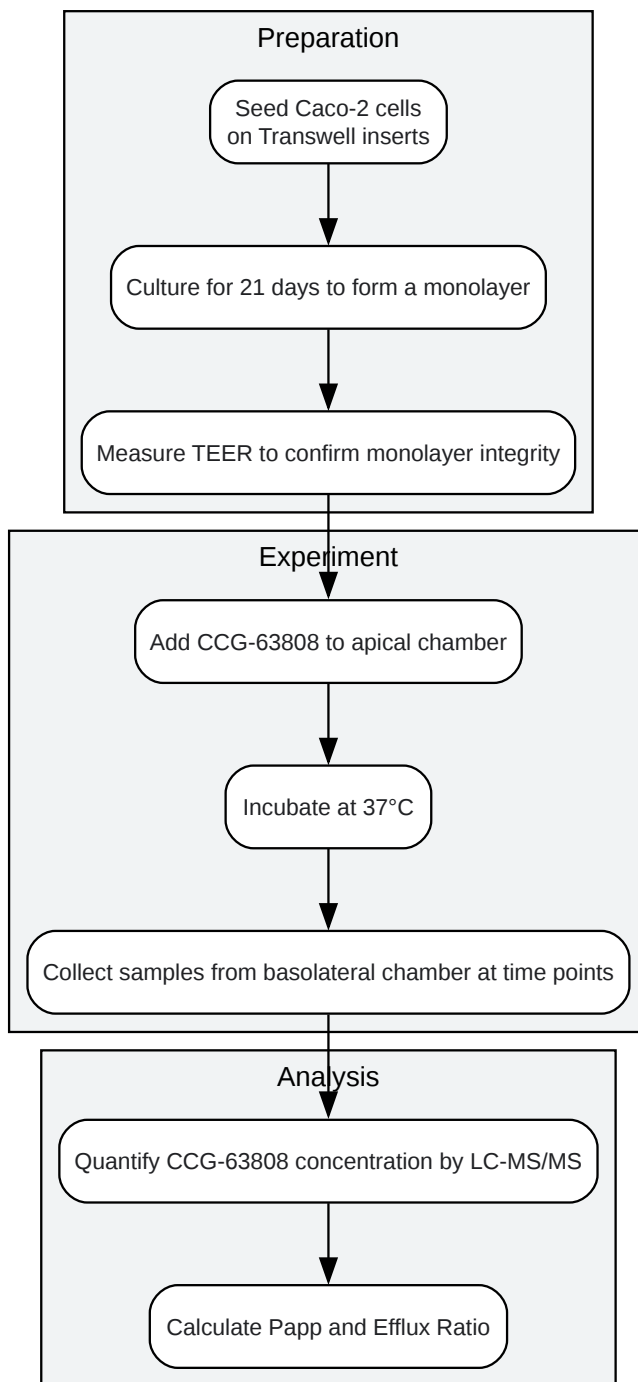 Preparation
Seed Caco-2 cells
on Transwell inserts
Culture for 21 days to form a monolayer
Measure TEER to confirm monolayer integrity
Experiment
Add CCG-63808 to apical chamber
Incubate at 37°C
Collect samples from basolateral chamber at time points
Analysis
Quantify CCG-63808 concentration by LC-MS/MS
Calculate Papp and Efflux Ratio